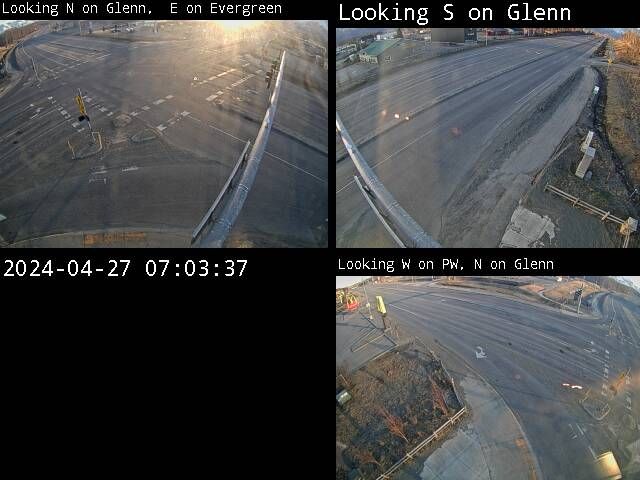 Looking N on Glenn, E on Evergreen
Looking S on Glenn
2024-04-27 07:03:37
Looking W on PW, N on Glenn